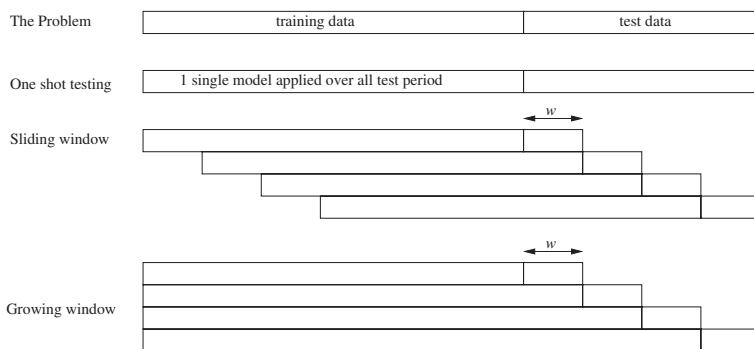 The Problem
training data
test data
One shot testing
1 single model applied over all test period
w
Sliding window
w
Growing window